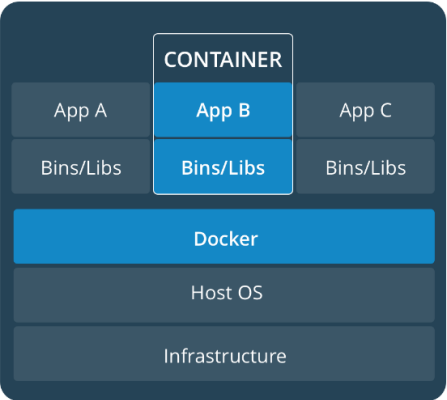 CONTAINER
App A
App B
App C
Bins/Libs
Bins/Libs
Bins/Libs
Docker
Host OS
Infrastructure